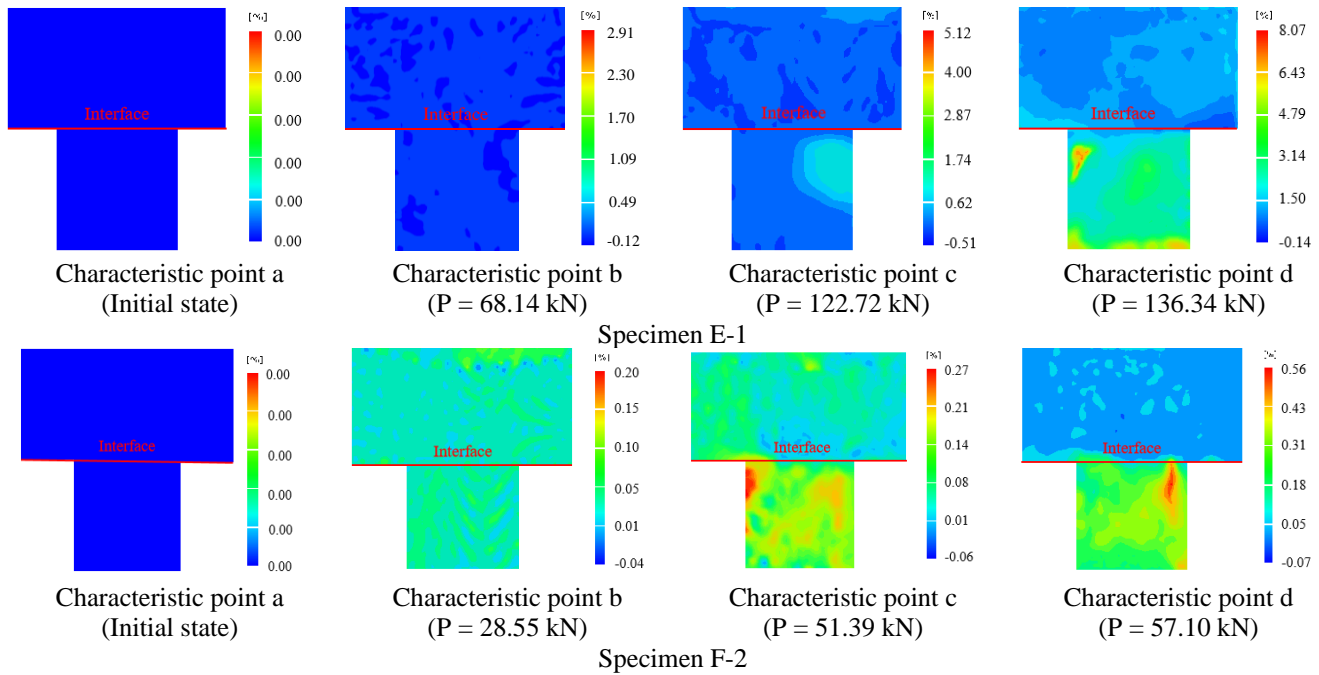 [%]
0.00
0.00
0.00
0.00
0.00
0.00
Interface
[%]
2.91
2.30
1.70
1.09
0.49
-0.12
Interface
[%]
5.12
4.00
2.87
1.74
0.62
-0.51
Interface
[%]
8.07
6.43
4.79
3.14
1.50
-0.14
Interface
Characteristic point a
(Initial state)
Characteristic point b
(P = 68.14 kN)
Characteristic point c
(P = 122.72 kN)
Characteristic point d
(P = 136.34 kN)
Specimen E-1
[%]
0.00
0.00
0.00
0.00
0.00
0.00
Interface
[%]
0.20
0.15
0.10
0.05
0.01
-0.04
Interface
[%]
0.27
0.21
0.14
0.08
0.01
-0.06
Interface
[%]
0.56
0.43
0.31
0.18
0.05
-0.07
Interface
Characteristic point a
(Initial state)
Characteristic point b
(P = 28.55 kN)
Characteristic point c
(P = 51.39 kN)
Characteristic point d
(P = 57.10 kN)
Specimen F-2